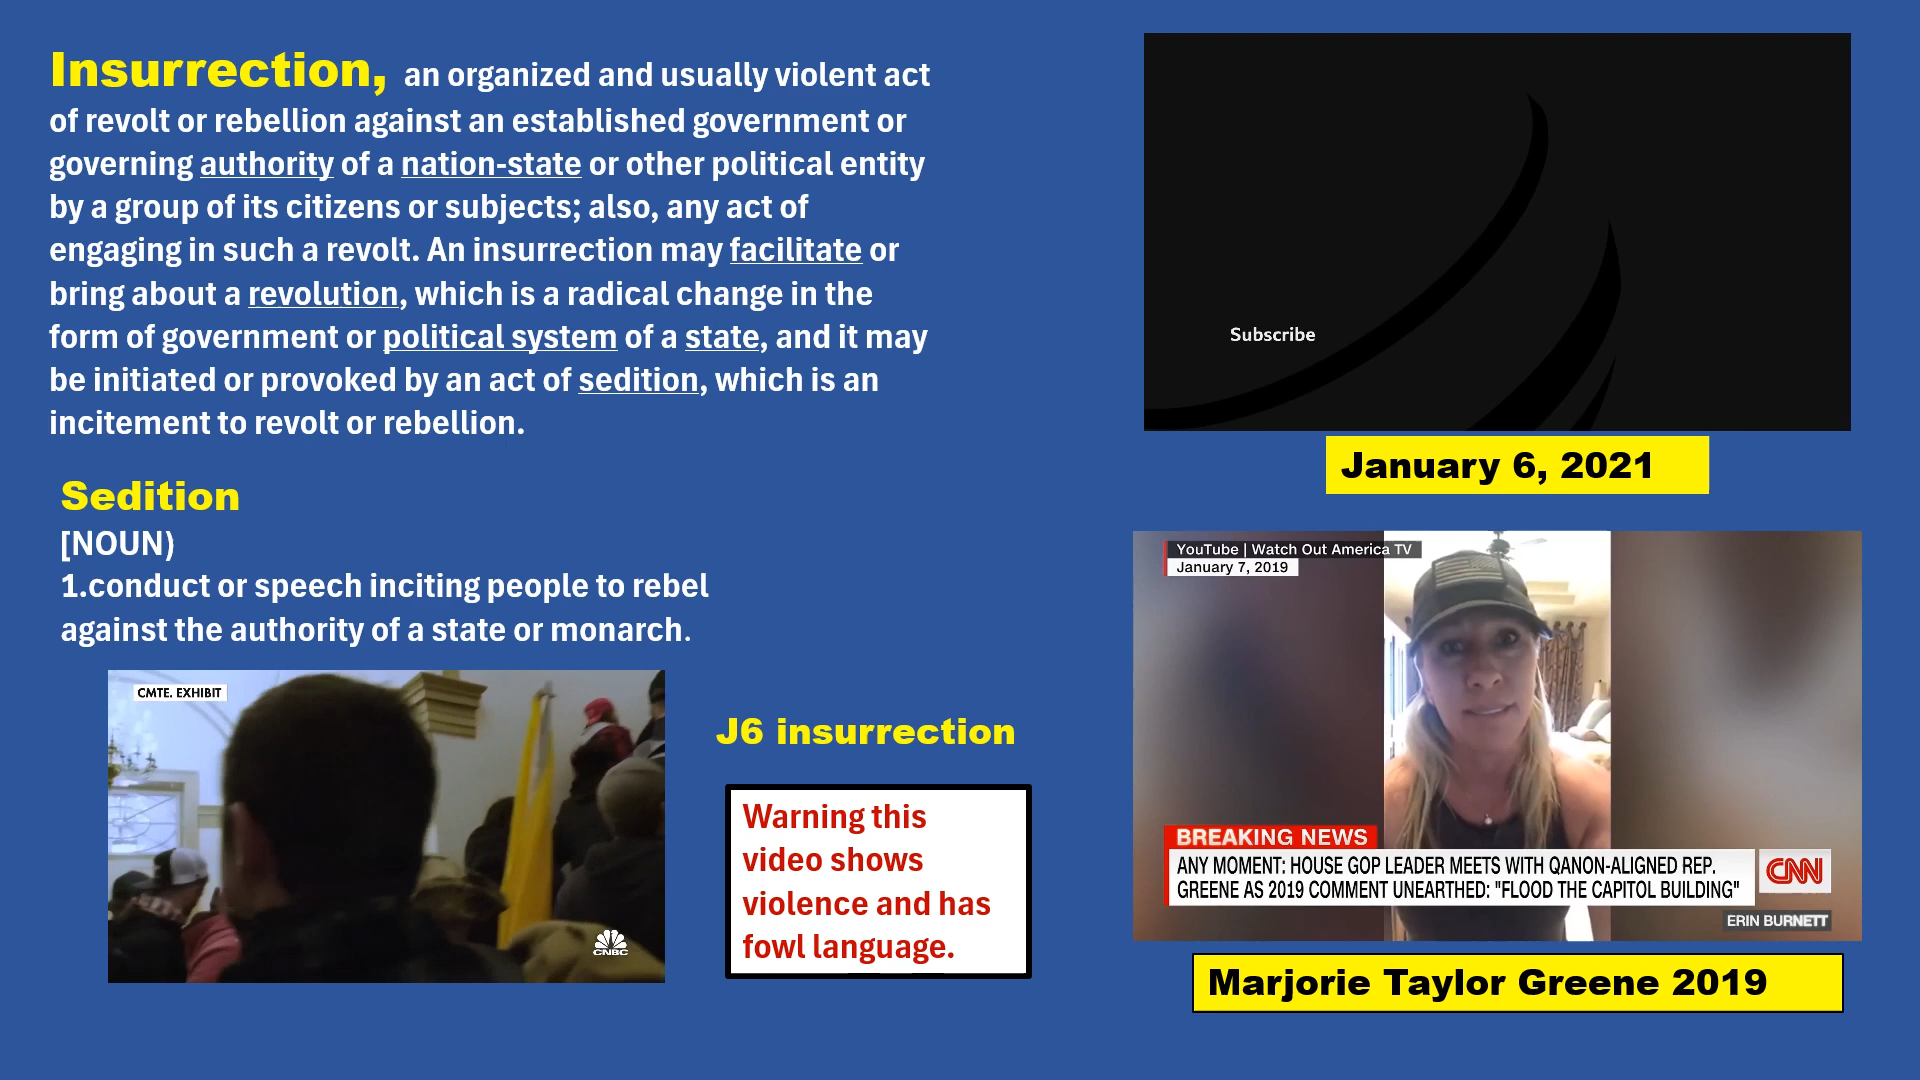 Insurrection, an organized and usually violent act
of revolt or rebellion against an established government or
governing authority of a nation-state or other political entity
by a group of its citizens or subjects; also, any act of
engaging in such a revolt. An insurrection may facilitate or
bring about a revolution, which is a radical change in the
form of government or political system of a state, and it may
be initiated or provoked by an act of sedition, which is an
incitement to revolt or rebellion.
Sedition
[NOUN)
1.conduct or speech inciting people to rebel
against the authority of a state or monarch.
CMTE. EXHIBIT
CNBC
J6 insurrection
Warning this
video shows
violence and has
fowl language.
Subscribe
January 6, 2021
YouTube | Watch Out America TV
January 7, 2019
BREAKING NEWS
ANY MOMENT: HOUSE GOP LEADER MEETS WITH QANON-ALIGNED REP.
GREENE AS 2019 COMMENT UNEARTHED: "FLOOD THE CAPITOL BUILDING"
CNN
ERIN BURNETT
Marjorie Taylor Greene 2019